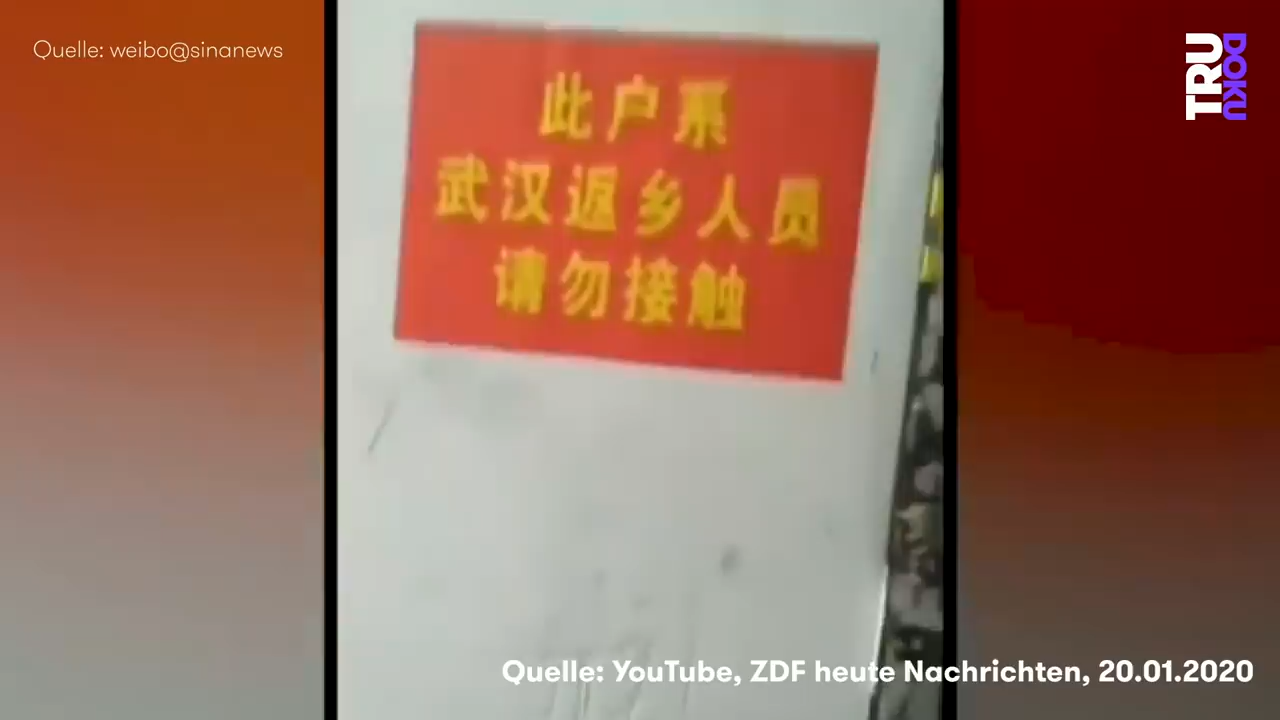 Quelle: weibo@sinanews
TRU
DOKU
此户系
武汉返乡人员
请勿接触
Quelle: YouTube, ZDF heute Nachrichten, 20.01.2020